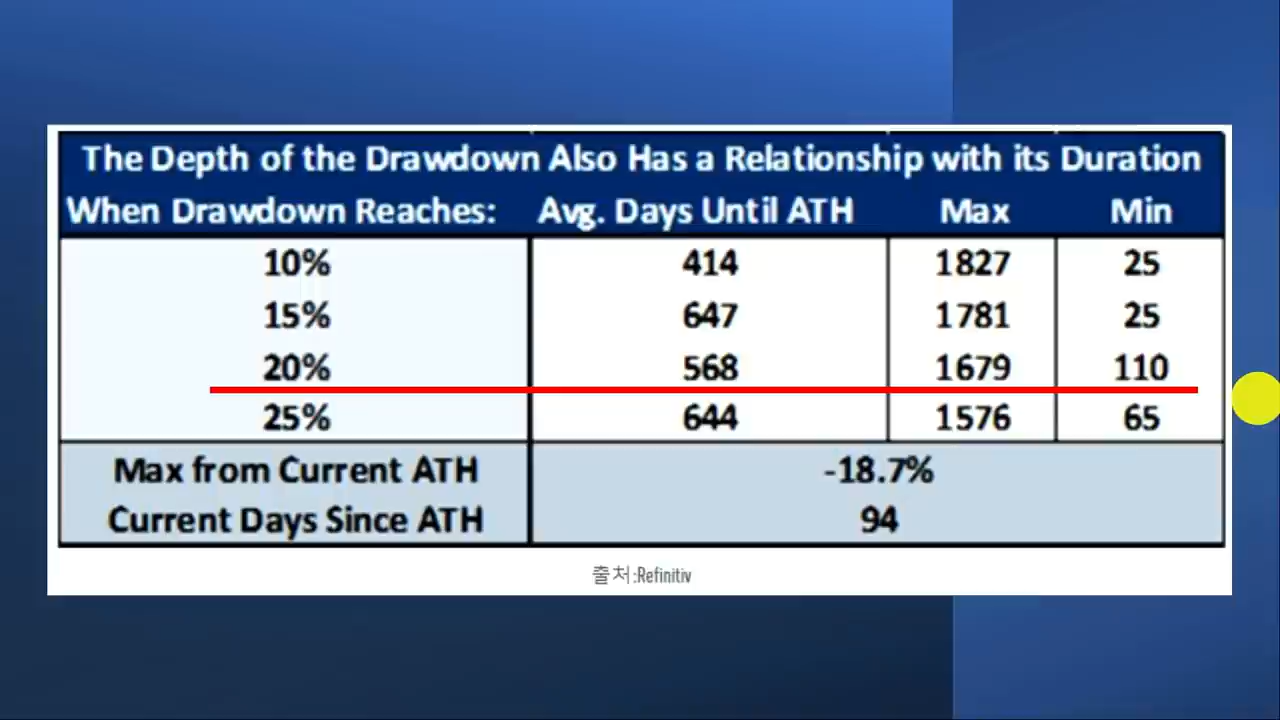 The Depth of the Drawdown Also Has a Relationship with its Duration
When Drawdown Reaches: Avg. Days Until ATH Max Min
10% 414 1827 25
15% 647 1781 25
20% 568 1679 110
25% 644 1576 65
Max from Current ATH -18.7%
Current Days Since ATH 94
출처:Refinitiv